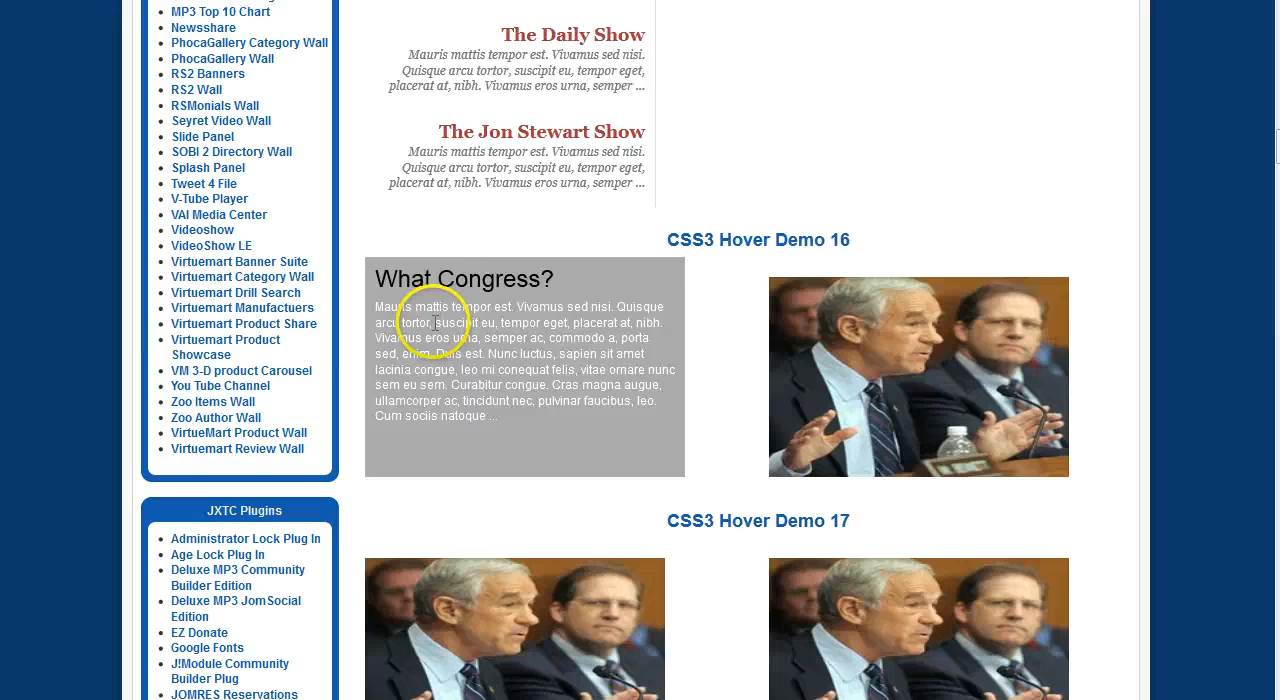 MP3 Top 10 Chart
Newsshare
PhocaGallery Category Wall
PhocaGallery Wall
RS2 Banners
RS2 Wall
RSMonials Wall
Seyret Video Wall
Slide Panel
SOBI 2 Directory Wall
Splash Panel
Tweet 4 File
V-Tube Player
VAI Media Center
Videoshow
VideoShow LE
Virtuemart Banner Suite
Virtuemart Category Wall
Virtuemart Drill Search
Virtuemart Manufactuers
Virtuemart Product Share
Virtuemart Product
Showcase
VM 3-D product Carousel
You Tube Channel
Zoo Items Wall
Zoo Author Wall
VirtueMart Product Wall
Virtuemart Review Wall
JXTC Plugins
Administrator Lock Plug In
Age Lock Plug In
Deluxe MP3 Community
Builder Edition
Deluxe MP3 JomSocial
Edition
EZ Donate
Google Fonts
J!Module Community
Builder Plug
JOMRES Reservations
The Daily Show
Mauris mattis tempor est. Vivamus sed nisi.
Quisque arcu tortor, suscipit eu, tempor eget,
placerat at, nibh. Vivamus eros urna, semper ...
The Jon Stewart Show
Mauris mattis tempor est. Vivamus sed nisi.
Quisque arcu tortor, suscipit eu, tempor eget,
placerat at, nibh. Vivamus eros urna, semper ...
CSS3 Hover Demo 16
What Congress?
Mauris mattis tempor est. Vivamus sed nisi. Quisque
arcu tortor, suscipit eu, tempor eget, placerat at, nibh.
Vivamus eros urna, semper ac, commodo a, porta
sed, enim. Duis est. Nunc luctus, sapien sit amet
lacinia congue, leo mi conequat felis, vitae ornare nunc
sem eu sem. Curabitur congue. Cras magna augue,
ullamcorper ac, tincidunt nec, pulvinar faucibus, leo.
Cum sociis natoque ...
CSS3 Hover Demo 17